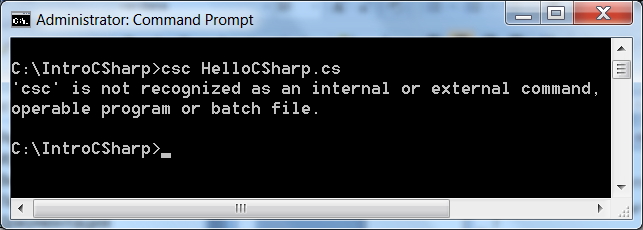 Administrator: Command Prompt
C:\IntroCSharp>csc HelloCSharp.cs
'csc' is not recognized as an internal or external command,
operable program or batch file.
C:\IntroCSharp>_